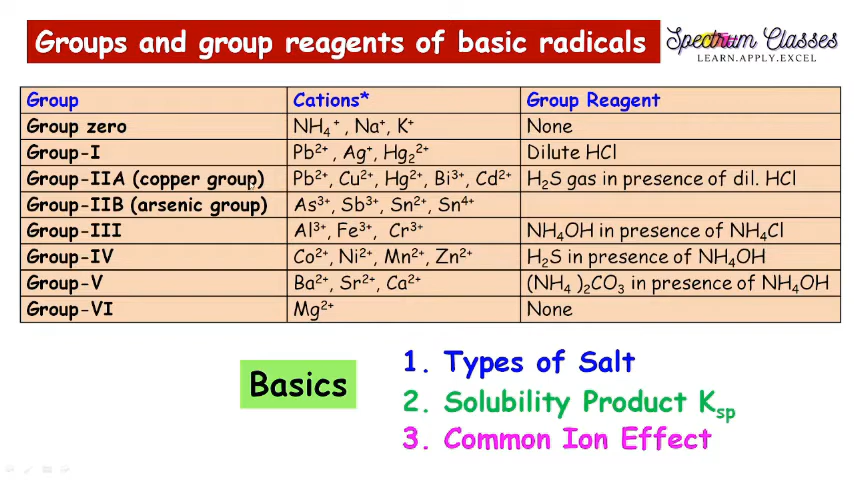 Groups and group reagents of basic radicals
Spectrum Classes
LEARN.APPLY.EXCEL
Group Cations* Group Reagent
Group zero NH₄⁺ , Na⁺, K⁺ None
Group-I Pb²⁺ , Ag⁺, Hg₂²⁺ Dilute HCl
Group-IIA (copper group) Pb²⁺, Cu²⁺, Hg²⁺, Bi³⁺, Cd²⁺ H₂S gas in presence of dil. HCl
Group-IIB (arsenic group) As³⁺, Sb³⁺, Sn²⁺, Sn⁴⁺
Group-III Al³⁺, Fe³⁺, Cr³⁺ NH₄OH in presence of NH₄Cl
Group-IV Co²⁺, Ni²⁺, Mn²⁺, Zn²⁺ H₂S in presence of NH₄OH
Group-V Ba²⁺, Sr²⁺, Ca²⁺ (NH₄ )₂CO₃ in presence of NH₄OH
Group-VI Mg²⁺ None
Basics
1. Types of Salt
2. Solubility Product Kₛₚ
3. Common Ion Effect